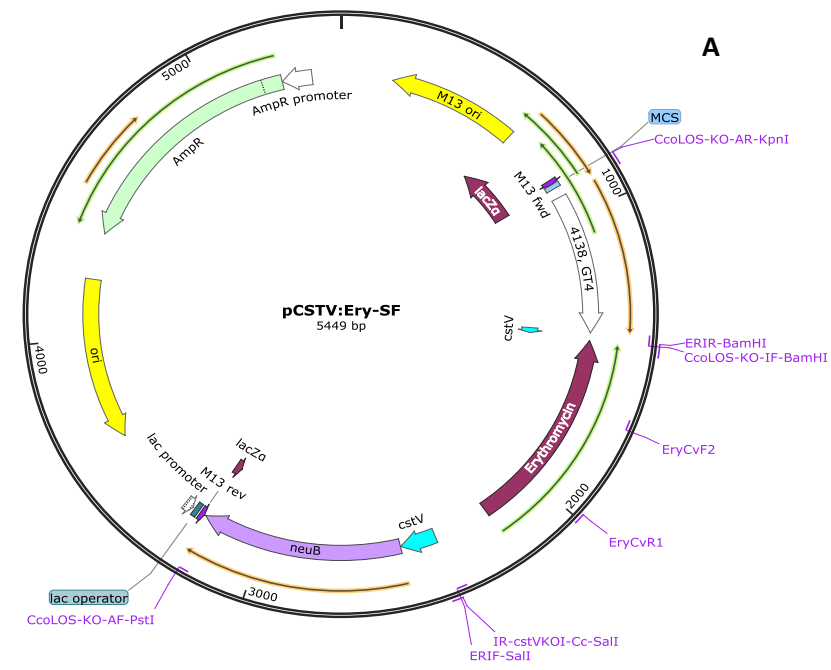 A
5000
AmpR promoter
AmpR
M13 ori
MCS
CcoLOS-KO-AR-KpnI
1000
M13 fwd
lacZα
4138, GT4
pCSTV:Ery-SF
5449 bp
cstV
ERIR-BamHI
CcoLOS-KO-IF-BamHI
4000
ori
Erythromycin
EryCvF2
lac promoter
lacZα
M13 rev
2000
EryCvR1
cstV
neuB
3000
lac operator
CcoLOS-KO-AF-PstI
IR-cstVKOI-Cc-SalI
ERIF-SalI